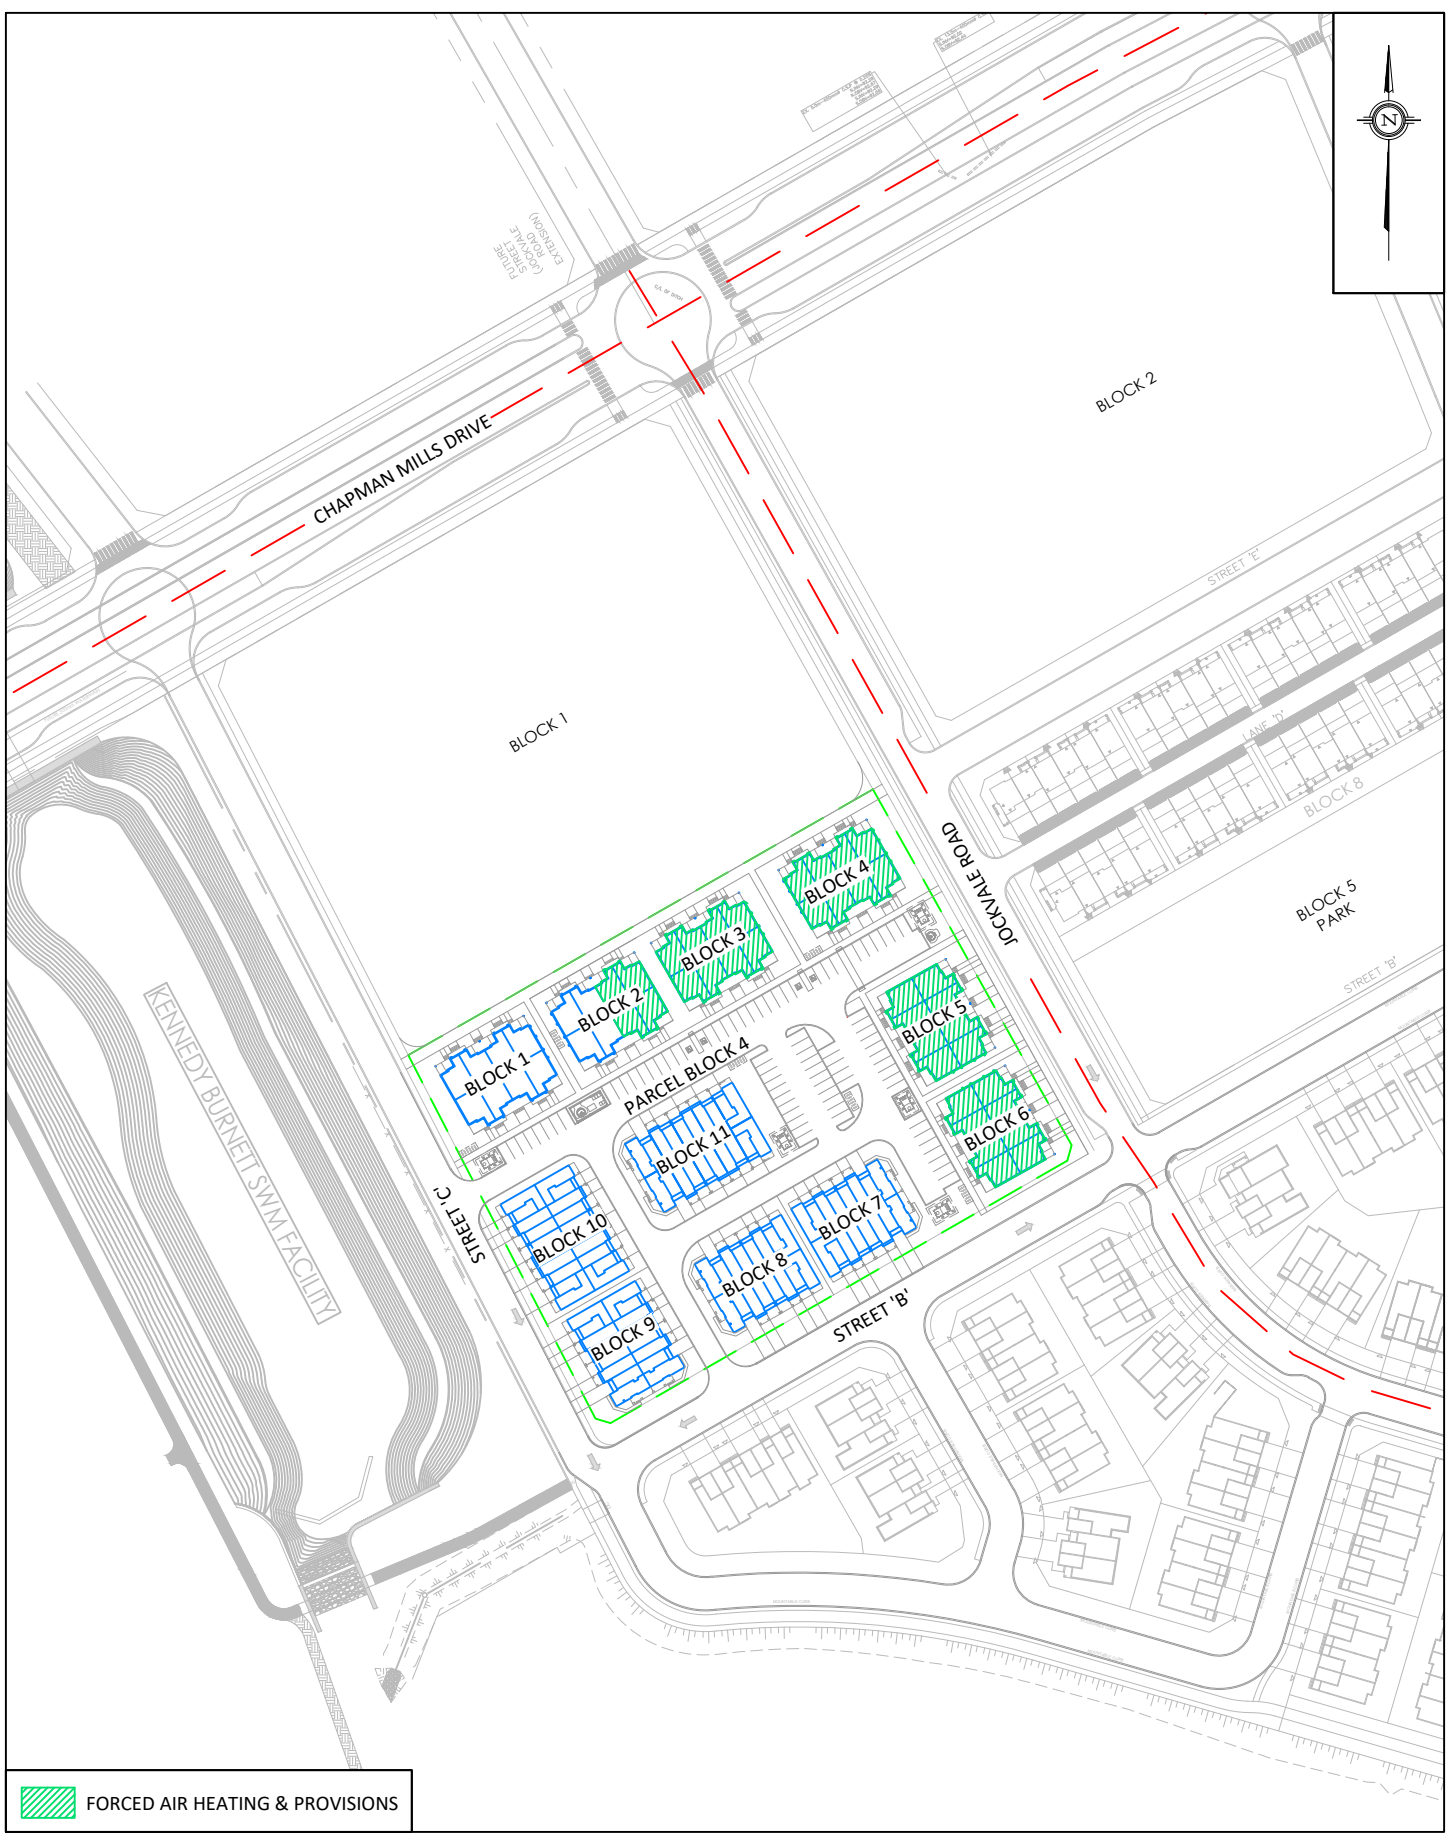 N
FUTURE
STREET
(JOCKVALE
ROAD
EXTENSION)
CHAPMAN MILLS DRIVE
BLOCK 2
STREET 'E'
BLOCK 1
LANE 'D'
BLOCK 8
JOCKVALE ROAD
BLOCK 5
PARK
STREET 'B'
BLOCK 4
BLOCK 3
BLOCK 2
BLOCK 1
BLOCK 5
BLOCK 6
PARCEL BLOCK 4
BLOCK 11
BLOCK 7
BLOCK 8
BLOCK 10
BLOCK 9
STREET 'C'
STREET 'B'
KENNEDY BURNETT SWM FACILITY
FORCED AIR HEATING & PROVISIONS